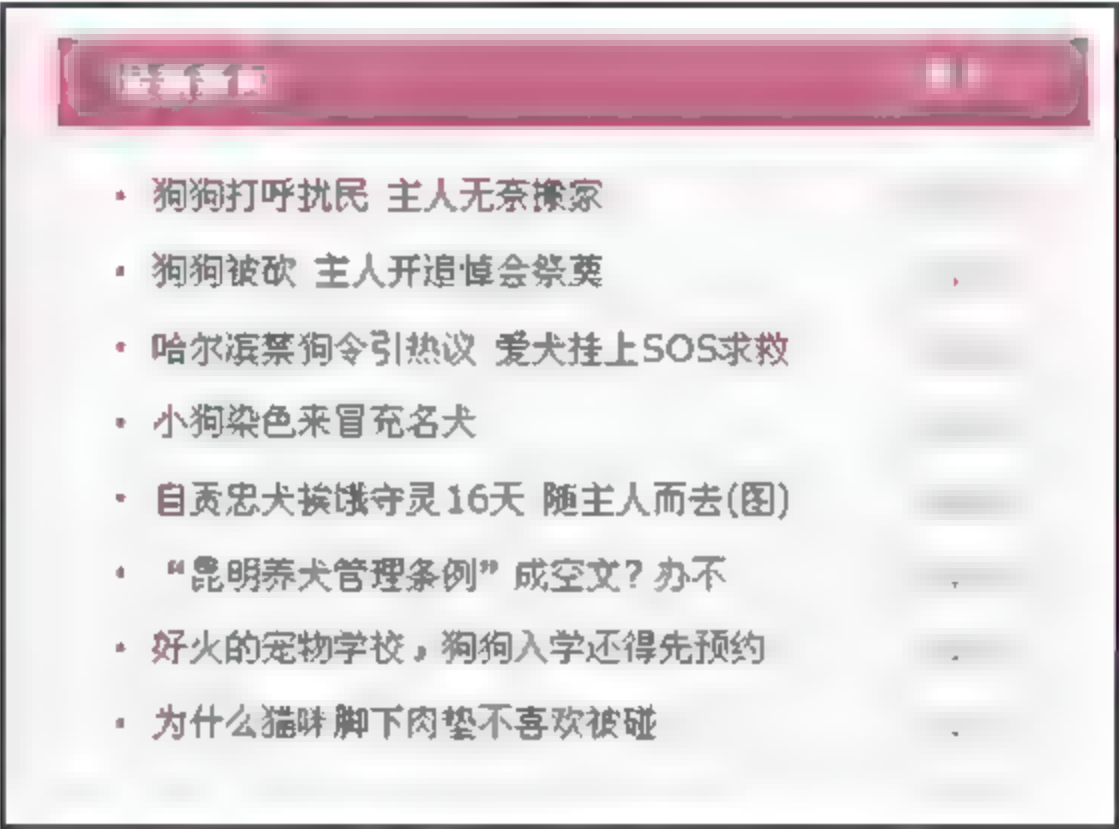 狗狗打呼扰民 主人无奈搬家
狗狗被砍 主人开追悼会祭奠
哈尔滨禁狗令引热议 爱犬挂上SOS求救
小狗染色来冒充名犬
自贡忠犬挨饿守灵16天 随主人而去(图)
“昆明养犬管理条例”成空文?办不
好火的宠物学校，狗狗入学还得先预约
为什么猫咪脚下肉垫不喜欢被碰